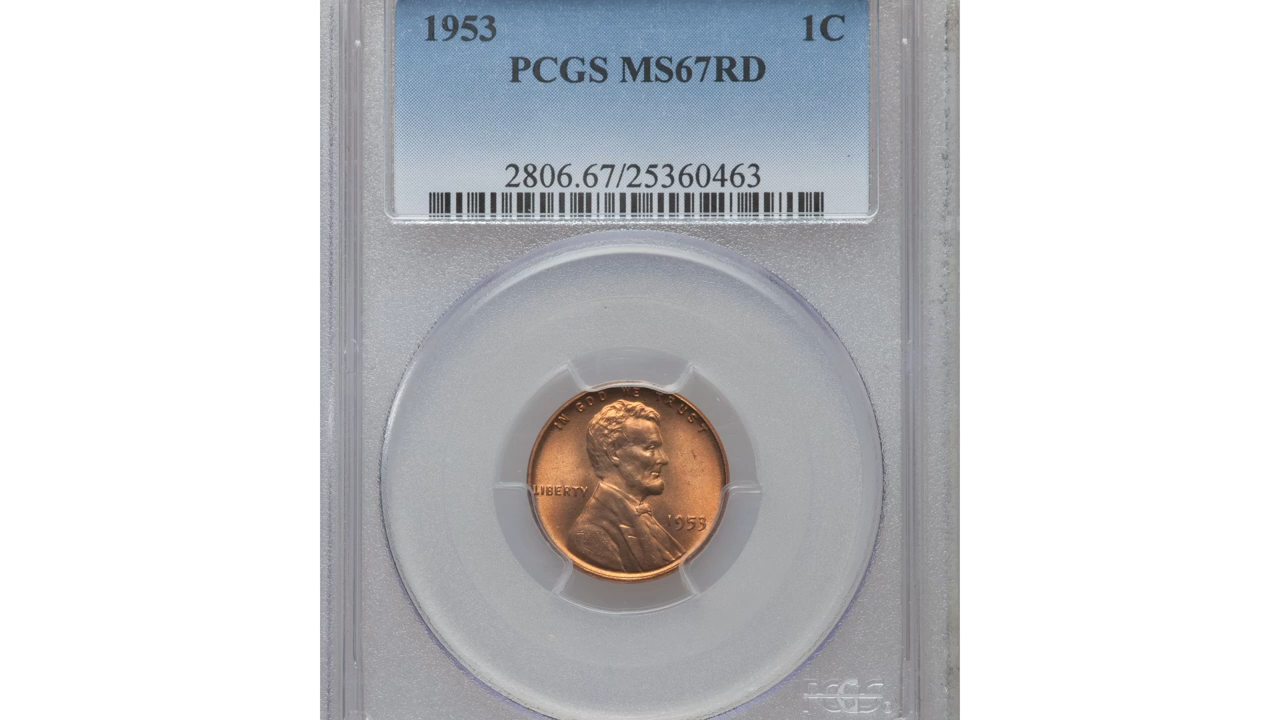 1953 1C
PCGS MS67RD
2806.67/25360463
IN GOD WE TRUST
LIBERTY
1953
PCGS